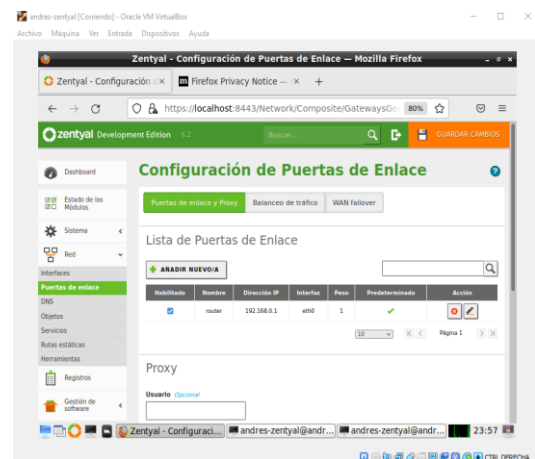 andres-zentyal [Corriendo] - Oracle VM VirtualBox
Archivo Máquina Ver Entrada Dispositivos Ayuda
Zentyal - Configuración de Puertas de Enlace — Mozilla Firefox
Zentyal - Configuración d
Firefox Privacy Notice —
https://localhost:8443/Network/Composite/GatewaysGe
80%
zentyal Development Edition 6.2
Buscar...
GUARDAR CAMBIOS
Dashboard
Estado de los
Módulos
Sistema
Red
Interfaces
Puertas de enlace
DNS
Objetos
Servicios
Rutas estáticas
Herramientas
Registros
Gestión de
software
Configuración de Puertas de Enlace
Puertas de enlace y Proxy
Balanceo de tráfico
WAN failover
Lista de Puertas de Enlace
AÑADIR NUEVO/A
Habilitado Nombre Dirección IP Interfaz Peso Predeterminado Acción
router 192.168.0.1 eth0 1
10
Página 1
Proxy
Usuario Opcional
Zentyal - Configuraci...
andres-zentyal@andr...
andres-zentyal@andr...
23:57
CTRL DERECHA